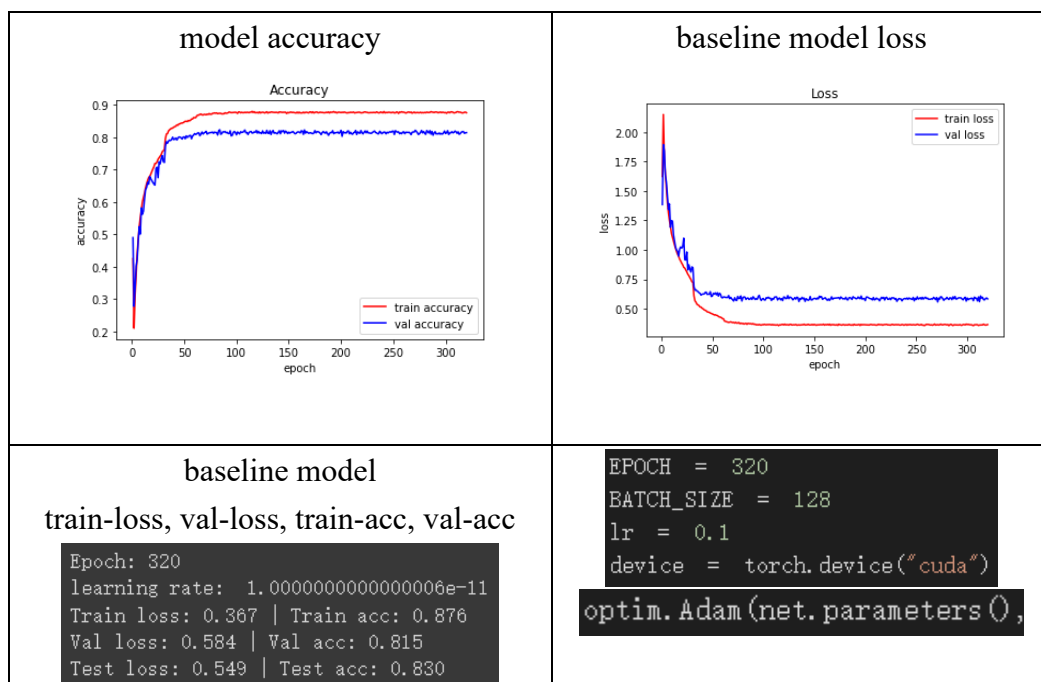 model accuracy
Accuracy
0.9
0.8
0.7
0.6
0.5
0.4
0.3
0.2
accuracy
0 50 100 150 200 250 300
epoch
train accuracy
val accuracy
baseline model loss
Loss
2.00
1.75
1.50
1.25
1.00
0.75
0.50
loss
0 50 100 150 200 250 300
epoch
train loss
val loss
baseline model
train-loss, val-loss, train-acc, val-acc
Epoch: 320
learning rate: 1.0000000000000006e-11
Train loss: 0.367 | Train acc: 0.876
Val loss: 0.584 | Val acc: 0.815
Test loss: 0.549 | Test acc: 0.830
EPOCH = 320
BATCH_SIZE = 128
lr = 0.1
device = torch.device("cuda")
optim.Adam(net.parameters(),